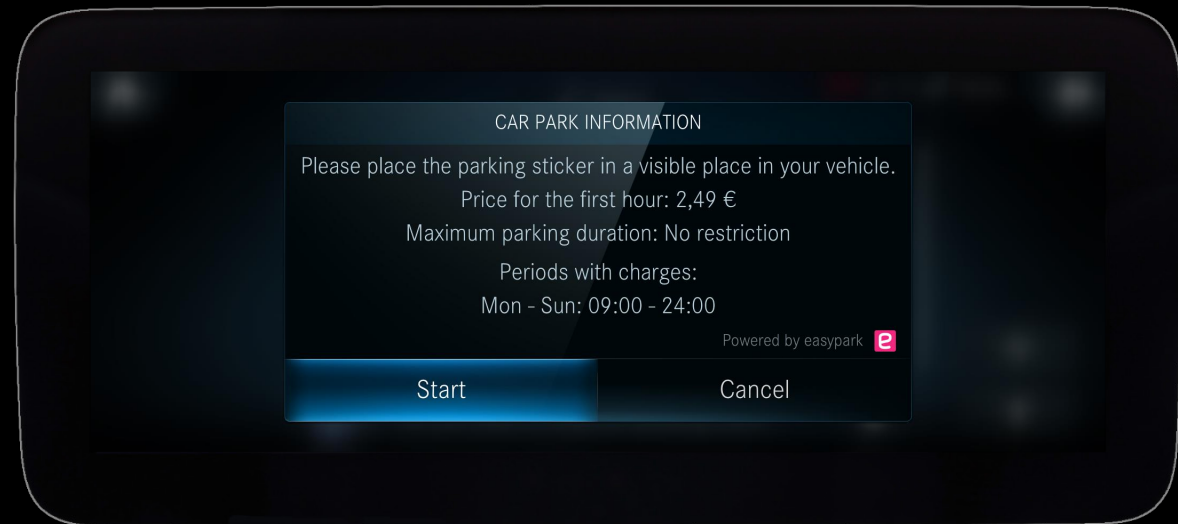 CAR PARK INFORMATION
Please place the parking sticker in a visible place in your vehicle.
Price for the first hour: 2,49 €
Maximum parking duration: No restriction
Periods with charges:
Mon - Sun: 09:00 - 24:00
Powered by easypark e
Start Cancel